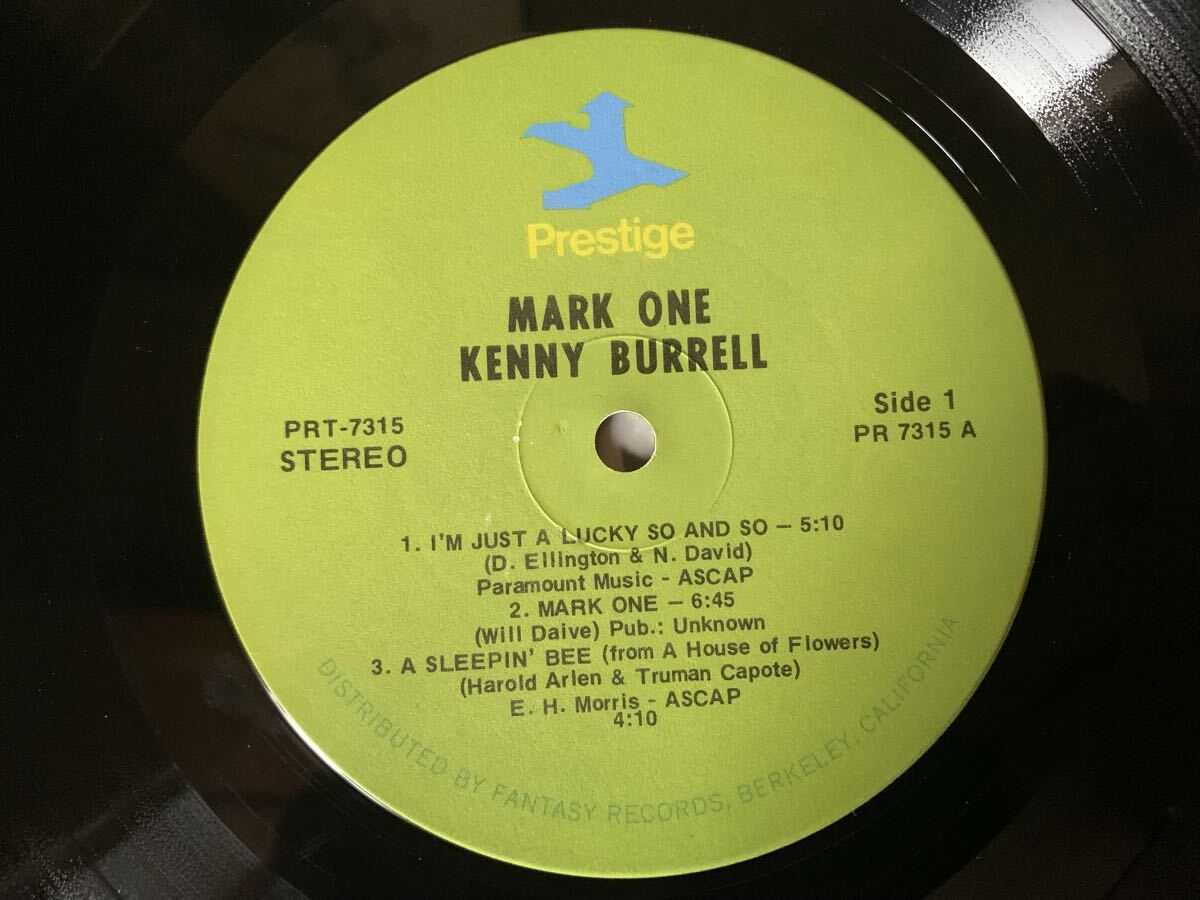 Prestige
MARK ONE
KENNY BURRELL
PRT-7315
STEREO
Side 1
PR 7315 A
1. I'M JUST A LUCKY SO AND SO – 5:10
(D. Ellington & N. David)
Paramount Music - ASCAP
2. MARK ONE – 6:45
(Will Daive) Pub.: Unknown
3. A SLEEPIN' BEE (from A House of Flowers)
(Harold Arlen & Truman Capote)
E. H. Morris - ASCAP
4:10
DISTRIBUTED BY FANTASY RECORDS, BERKELEY, CALIFORNIA